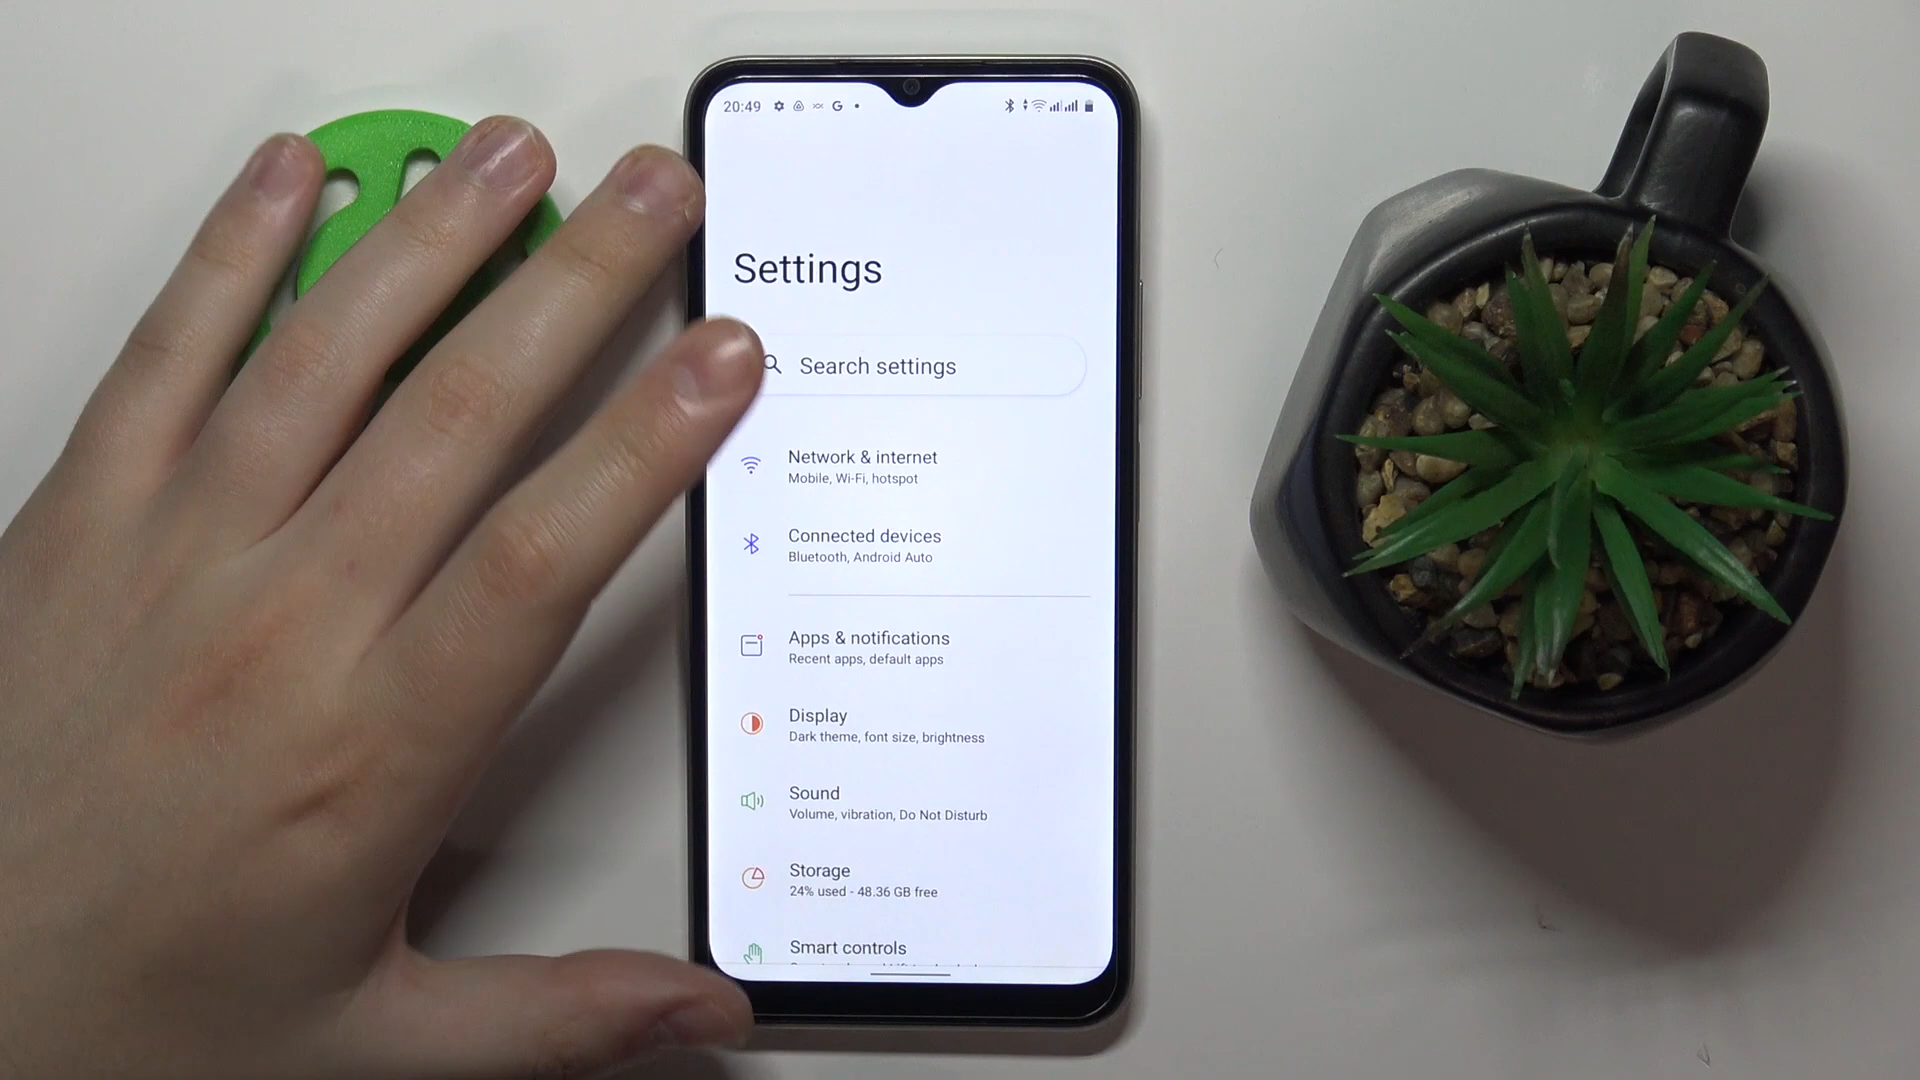 20:49 G
Settings
Search settings
Network & internet
Mobile, Wi-Fi, hotspot
Connected devices
Bluetooth, Android Auto
Apps & notifications
Recent apps, default apps
Display
Dark theme, font size, brightness
Sound
Volume, vibration, Do Not Disturb
Storage
24% used - 48.36 GB free
Smart controls